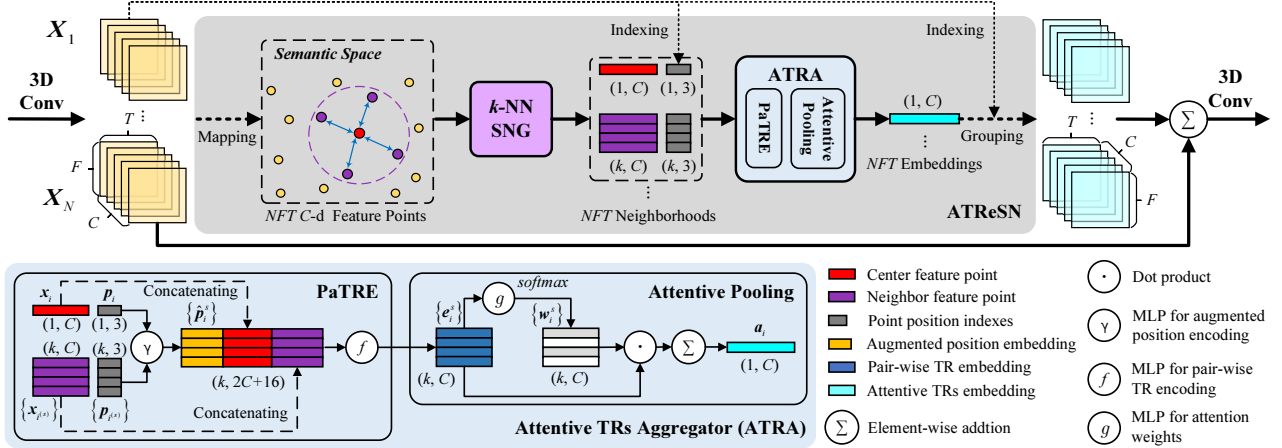 X1
3D
Conv
⋮
T
F
XN
C
Mapping
Semantic Space
NFT C-d Feature Points
k-NN
SNG
Indexing
(1, C) (1, 3)
(k, C) (k, 3)
⋮
NFT Neighborhoods
ATRA
PaTRE
Attentive
Pooling
Indexing
(1, C)
⋮
NFT Embeddings
Grouping
ATReSN
⋮
T
C
F
Σ
3D
Conv
PaTRE
xi pi
Concatenating
(1, C) (1, 3)
(k, C) (k, 3)
γ
{p̂i^s}
(k, 2C+16)
f
{xi(s)} {pi(s)}
Concatenating
Attentive Pooling
softmax
{ei^s} g {wi^s}
(k, C)
(k, C)
·
Σ
ai
(1, C)
Attentive TRs Aggregator (ATRA)
Center feature point
Neighbor feature point
Point position indexes
Augmented position embedding
Pair-wise TR embedding
Attentive TRs embedding
Σ Element-wise addtion
· Dot product
γ MLP for augmented
position encoding
f MLP for pair-wise
TR encoding
g MLP for attention
weights